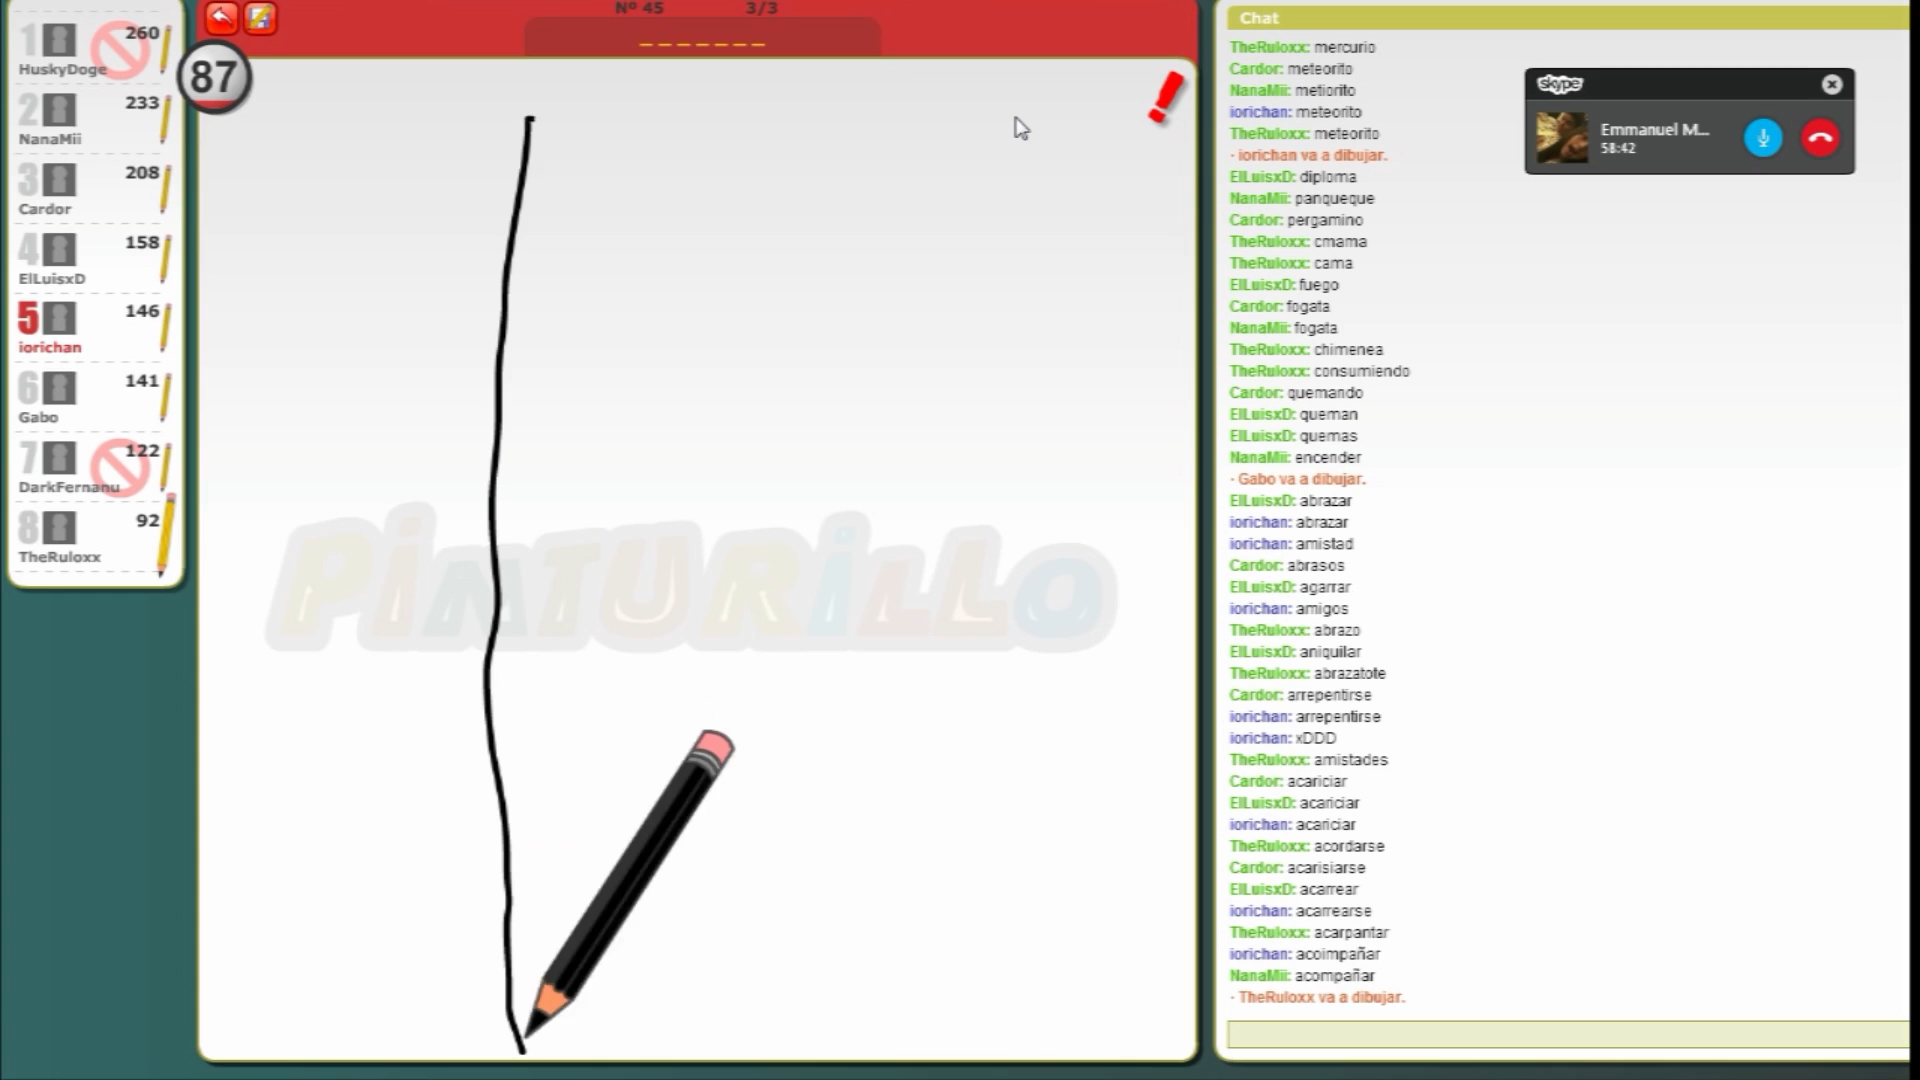 Nº 45 3/3
_ _ _ _ _ _ _
87
1 260
HuskyDoge
2 233
NanaMii
3 208
Cardor
4 158
ElLuisxD
5 146
iorichan
6 141
Gabo
7 122
DarkFernanu
8 92
TheRuloxx
PiNTURiLLO
Chat
TheRuloxx: mercurio
Cardor: meteorito
NanaMii: metiorito
iorichan: meteorito
TheRuloxx: meteorito
· iorichan va a dibujar.
ElLuisxD: diploma
NanaMii: panqueque
Cardor: pergamino
TheRuloxx: cmama
TheRuloxx: cama
ElLuisxD: fuego
Cardor: fogata
NanaMii: fogata
TheRuloxx: chimenea
TheRuloxx: consumiendo
Cardor: quemando
ElLuisxD: queman
ElLuisxD: quemas
NanaMii: encender
· Gabo va a dibujar.
ElLuisxD: abrazar
iorichan: abrazar
iorichan: amistad
Cardor: abrasos
ElLuisxD: agarrar
iorichan: amigos
TheRuloxx: abrazo
ElLuisxD: aniquilar
TheRuloxx: abrazatote
Cardor: arrepentirse
iorichan: arrepentirse
iorichan: xDDD
TheRuloxx: amistades
Cardor: acariciar
ElLuisxD: acariciar
iorichan: acariciar
TheRuloxx: acordarse
Cardor: acarisiarse
ElLuisxD: acarrear
iorichan: acarrearse
TheRuloxx: acarpantar
iorichan: acoimpañar
NanaMii: acompañar
· TheRuloxx va a dibujar.
skype
Emmanuel M...
58:42